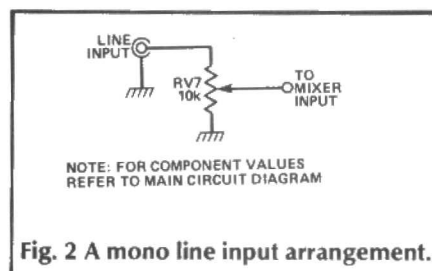 LINE
INPUT
RV7
10k
TO
MIXER
INPUT
NOTE: FOR COMPONENT VALUES
REFER TO MAIN CIRCUIT DIAGRAM
Fig. 2 A mono line input arrangement.